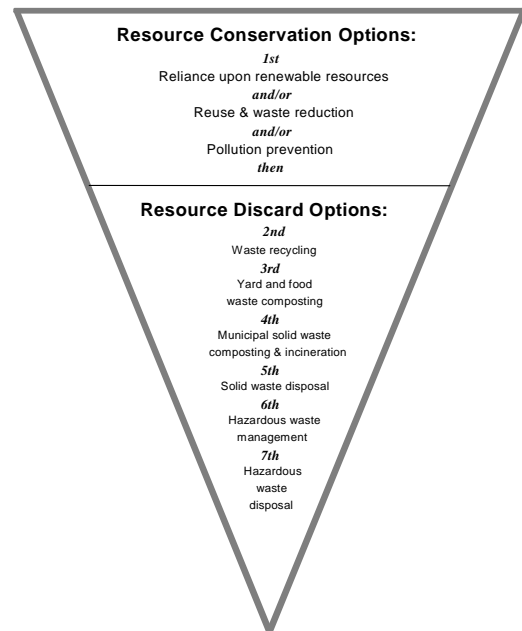 Resource Conservation Options:
1st
Reliance upon renewable resources
and/or
Reuse & waste reduction
and/or
Pollution prevention
then
Resource Discard Options:
2nd
Waste recycling
3rd
Yard and food
waste composting
4th
Municipal solid waste
composting & incineration
5th
Solid waste disposal
6th
Hazardous waste
management
7th
Hazardous
waste
disposal